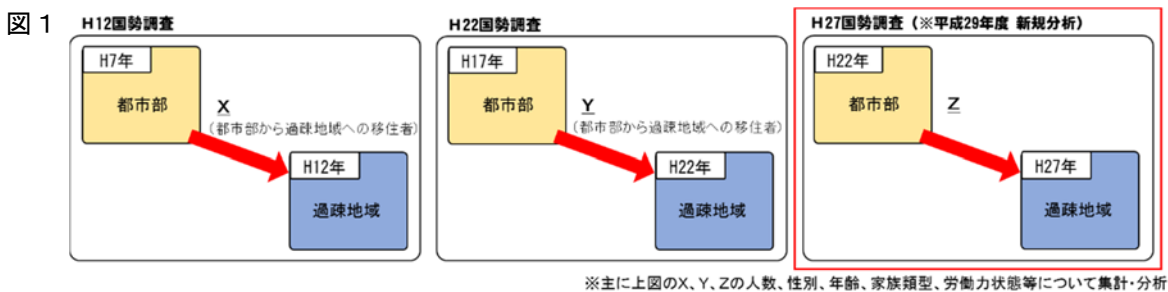 図1
H12国勢調査
H7年
都市部
X
(都市部から過疎地域への移住者)
H12年
過疎地域
H22国勢調査
H17年
都市部
Y
(都市部から過疎地域への移住者)
H22年
過疎地域
H27国勢調査(※平成29年度 新規分析)
H22年
都市部
Z
H27年
過疎地域
※主に上図のX、Y、Zの人数、性別、年齢、家族類型、労働力状態等について集計・分析